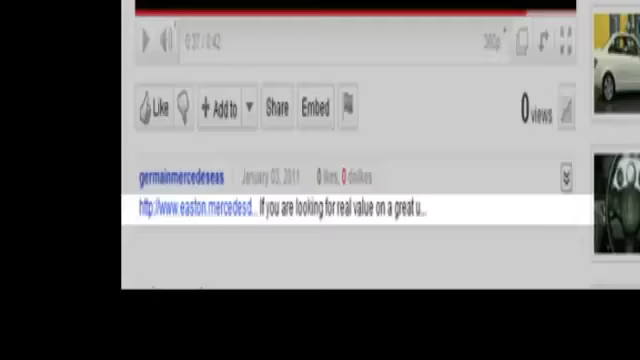 0:37 / 0:42 360p
Like Add to Share Embed 0 views
germainmercedeseas January 03, 2011 0 likes, 0 dislikes
http://www.easton.mercedesd... If you are looking for real value on a great u...